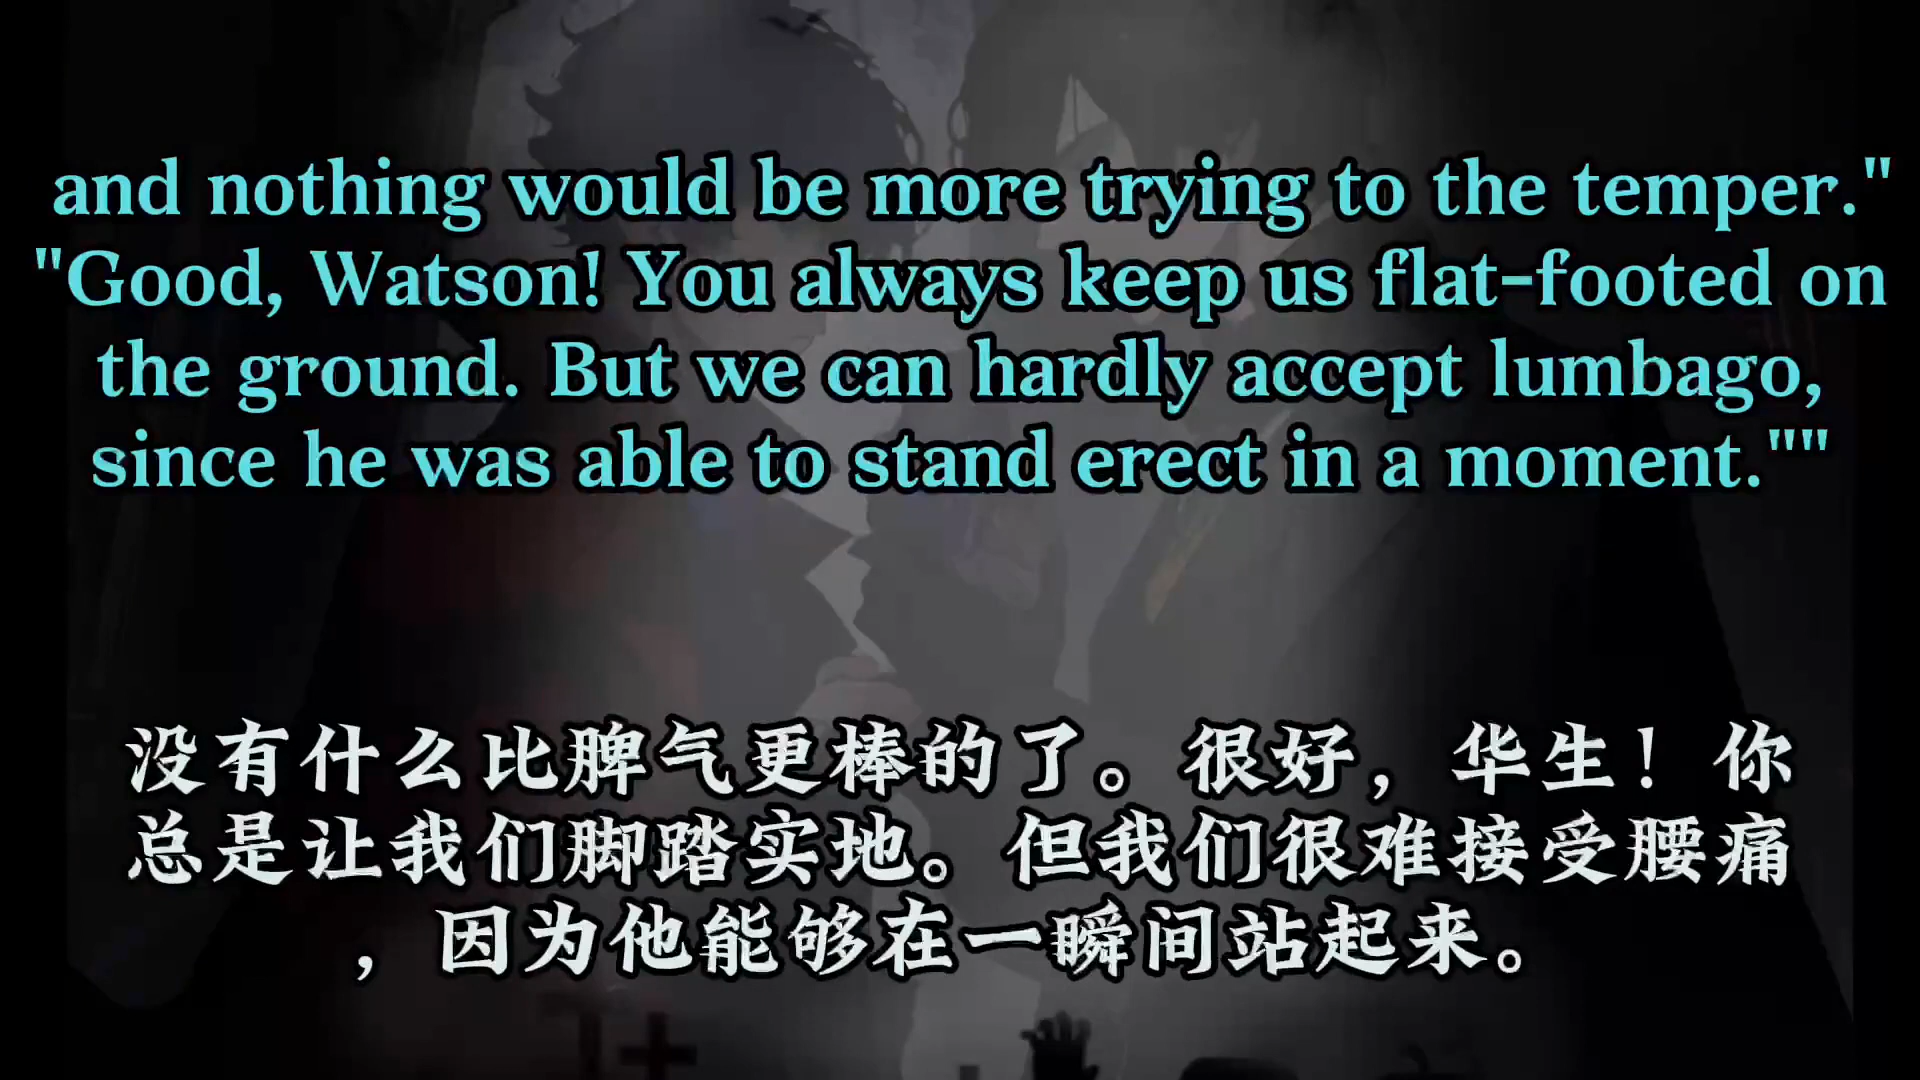 and nothing would be more trying to the temper."
"Good, Watson! You always keep us flat-footed on
the ground. But we can hardly accept lumbago,
since he was able to stand erect in a moment.""
没有什么比脾气更棒的了。很好，华生！你
总是让我们脚踏实地。但我们很难接受腰痛
，因为他能够在一瞬间站起来。